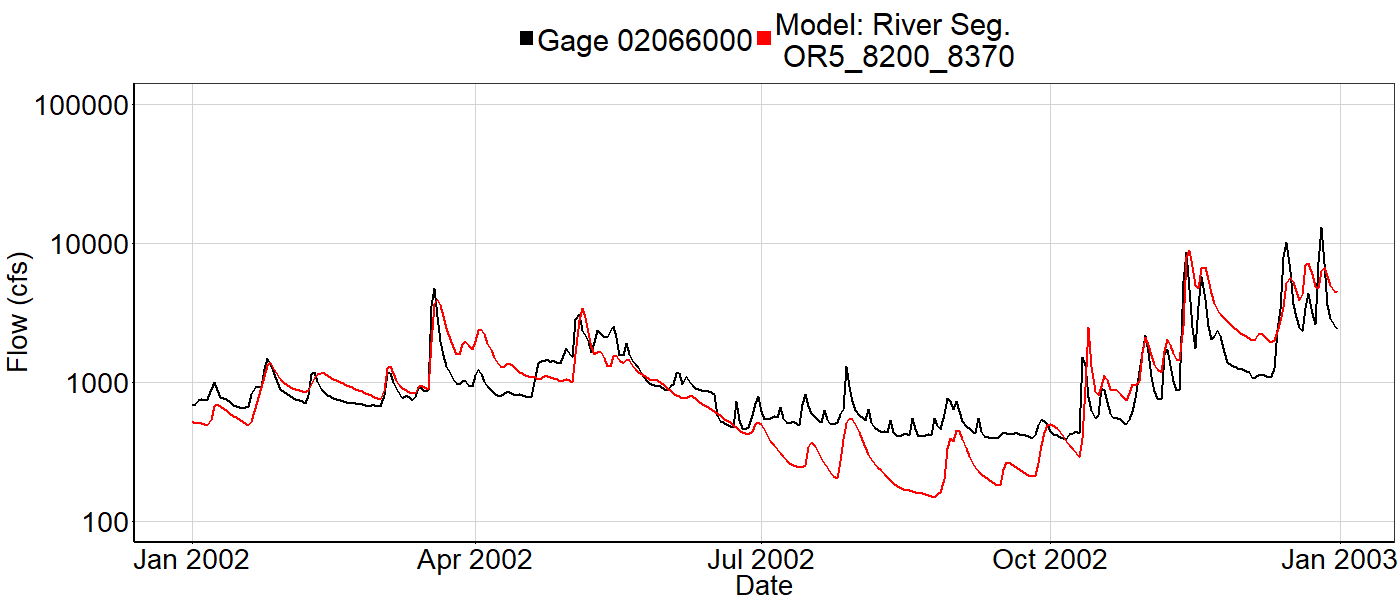 Gage 02066000
Model: River Seg.
OR5_8200_8370
Flow (cfs)
100000
10000
1000
100
Jan 2002 Apr 2002 Jul 2002 Oct 2002 Jan 2003
Date